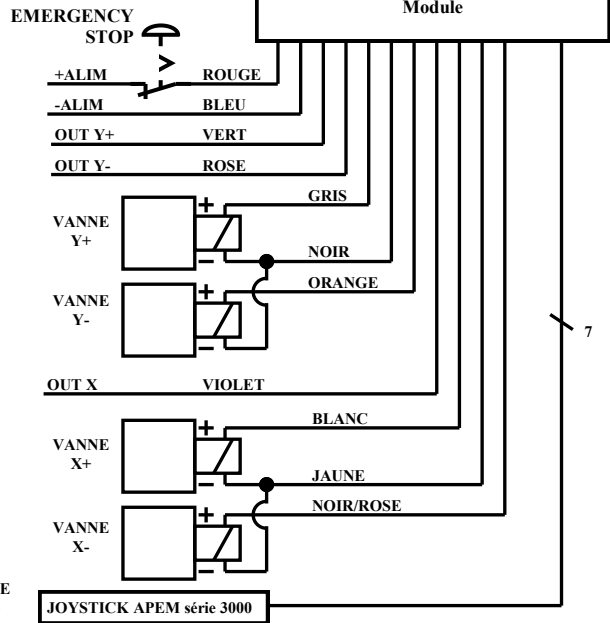 Module
EMERGENCY
STOP
+ALIM ROUGE
-ALIM BLEU
OUT Y+ VERT
OUT Y- ROSE
GRIS
+
VANNE
Y+
NOIR
–
ORANGE
+
VANNE
Y-
–
7
OUT X VIOLET
BLANC
+
VANNE
X+
JAUNE
–
NOIR/ROSE
+
VANNE
X-
–
E
JOYSTICK APEM série 3000